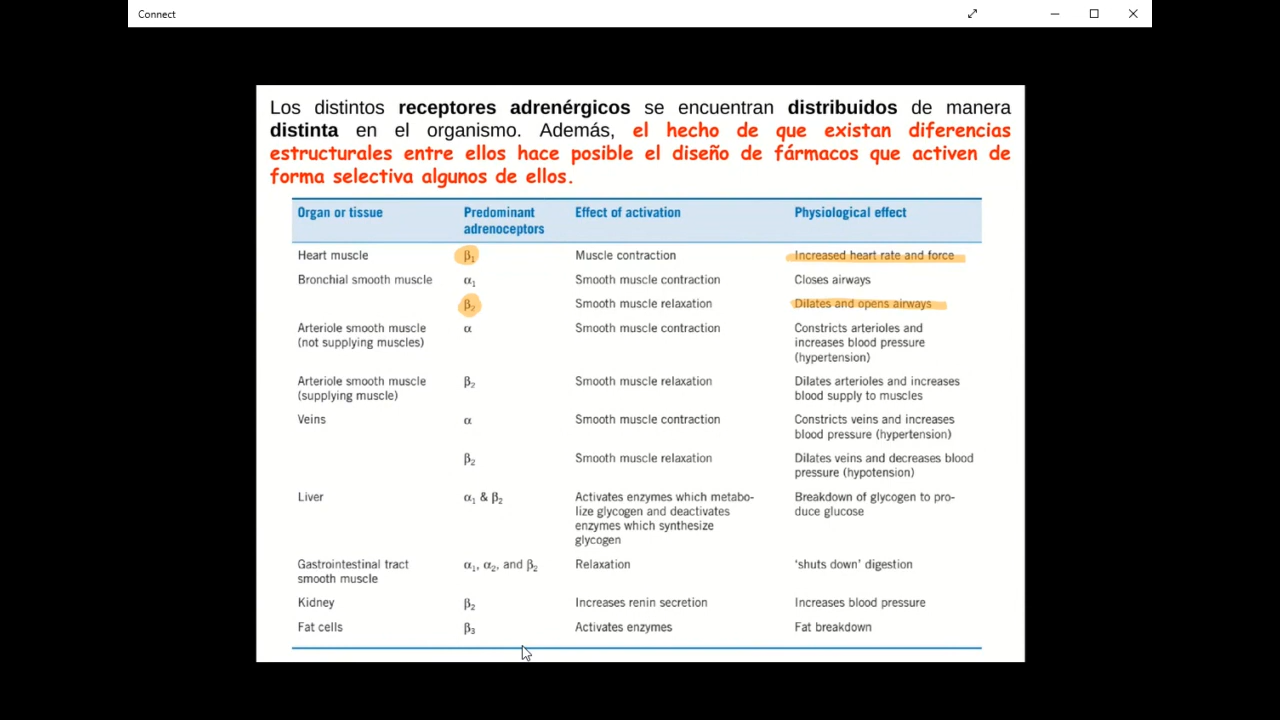 Connect
Los distintos receptores adrenérgicos se encuentran distribuidos de manera
distinta en el organismo. Además, el hecho de que existan diferencias
estructurales entre ellos hace posible el diseño de fármacos que activen de
forma selectiva algunos de ellos.
Organ or tissue Predominant adrenoceptors Effect of activation Physiological effect
Heart muscle β₁ Muscle contraction Increased heart rate and force
Bronchial smooth muscle α₁ Smooth muscle contraction Closes airways
β₂ Smooth muscle relaxation Dilates and opens airways
Arteriole smooth muscle α Smooth muscle contraction Constricts arterioles and
(not supplying muscles) increases blood pressure
(hypertension)
Arteriole smooth muscle β₂ Smooth muscle relaxation Dilates arterioles and increases
(supplying muscle) blood supply to muscles
Veins α Smooth muscle contraction Constricts veins and increases
blood pressure (hypertension)
β₂ Smooth muscle relaxation Dilates veins and decreases blood
pressure (hypotension)
Liver α₁ & β₂ Activates enzymes which metabo- Breakdown of glycogen to pro-
lize glycogen and deactivates duce glucose
enzymes which synthesize
glycogen
Gastrointestinal tract α₁, α₂, and β₂ Relaxation ‘shuts down’ digestion
smooth muscle
Kidney β₂ Increases renin secretion Increases blood pressure
Fat cells β₃ Activates enzymes Fat breakdown